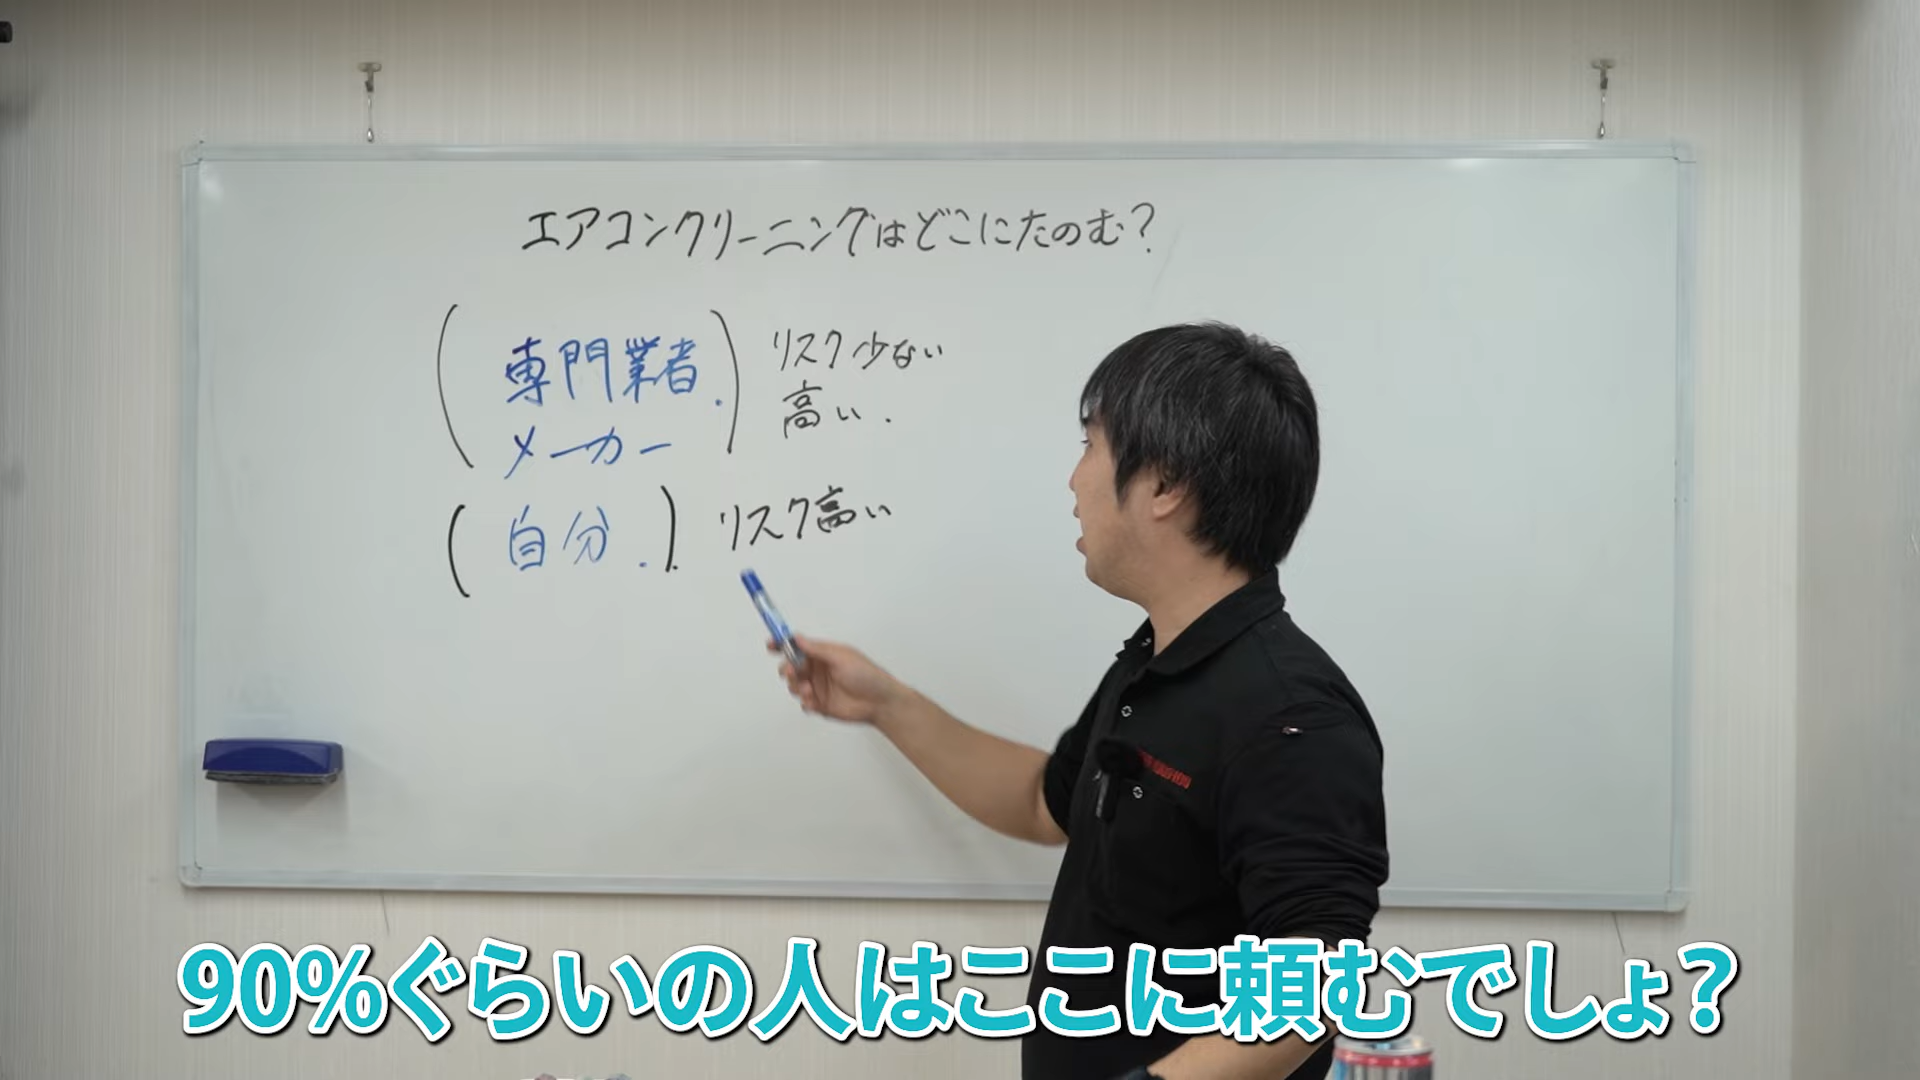 エアコンクリーニングはどこにたのむ?
(専門業者.
メーカー)
リスク少ない
高い.
(自分.).
リスク高い
90%ぐらいの人はここに頼むでしょ?